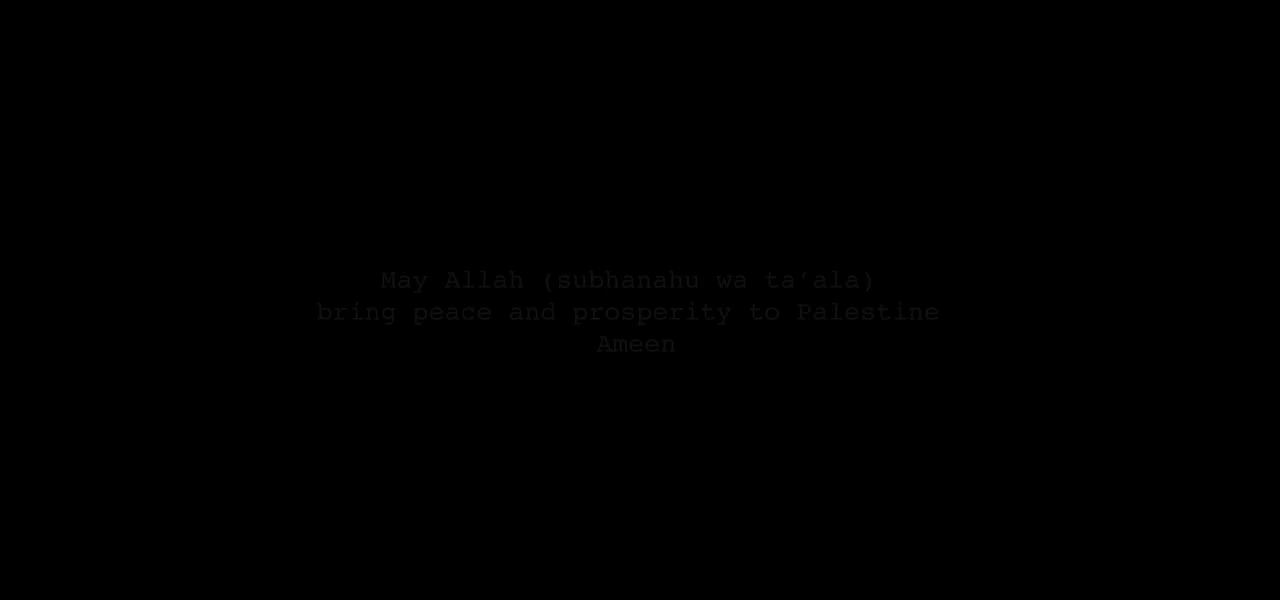 May Allah (subhanahu wa ta‘ala)
bring peace and prosperity to Palestine
Ameen